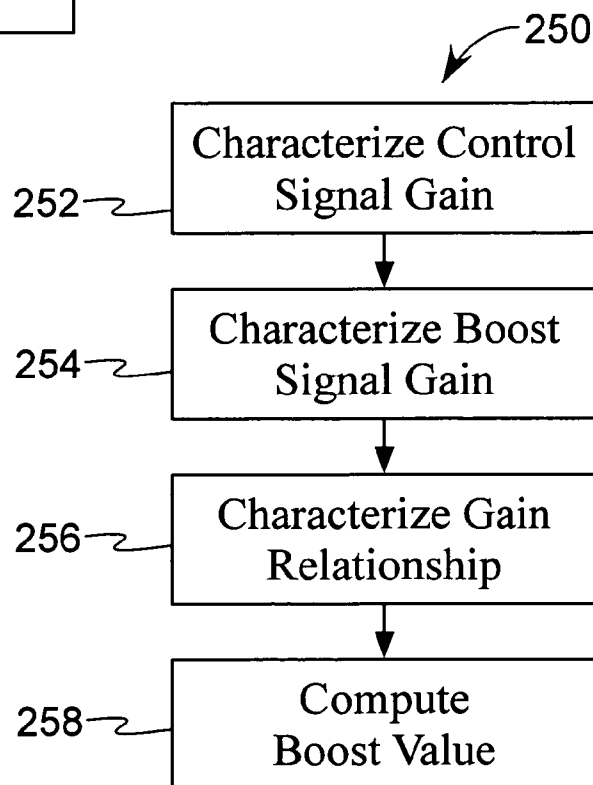 250
252
Characterize Control
Signal Gain
254
Characterize Boost
Signal Gain
256
Characterize Gain
Relationship
258
Compute
Boost Value